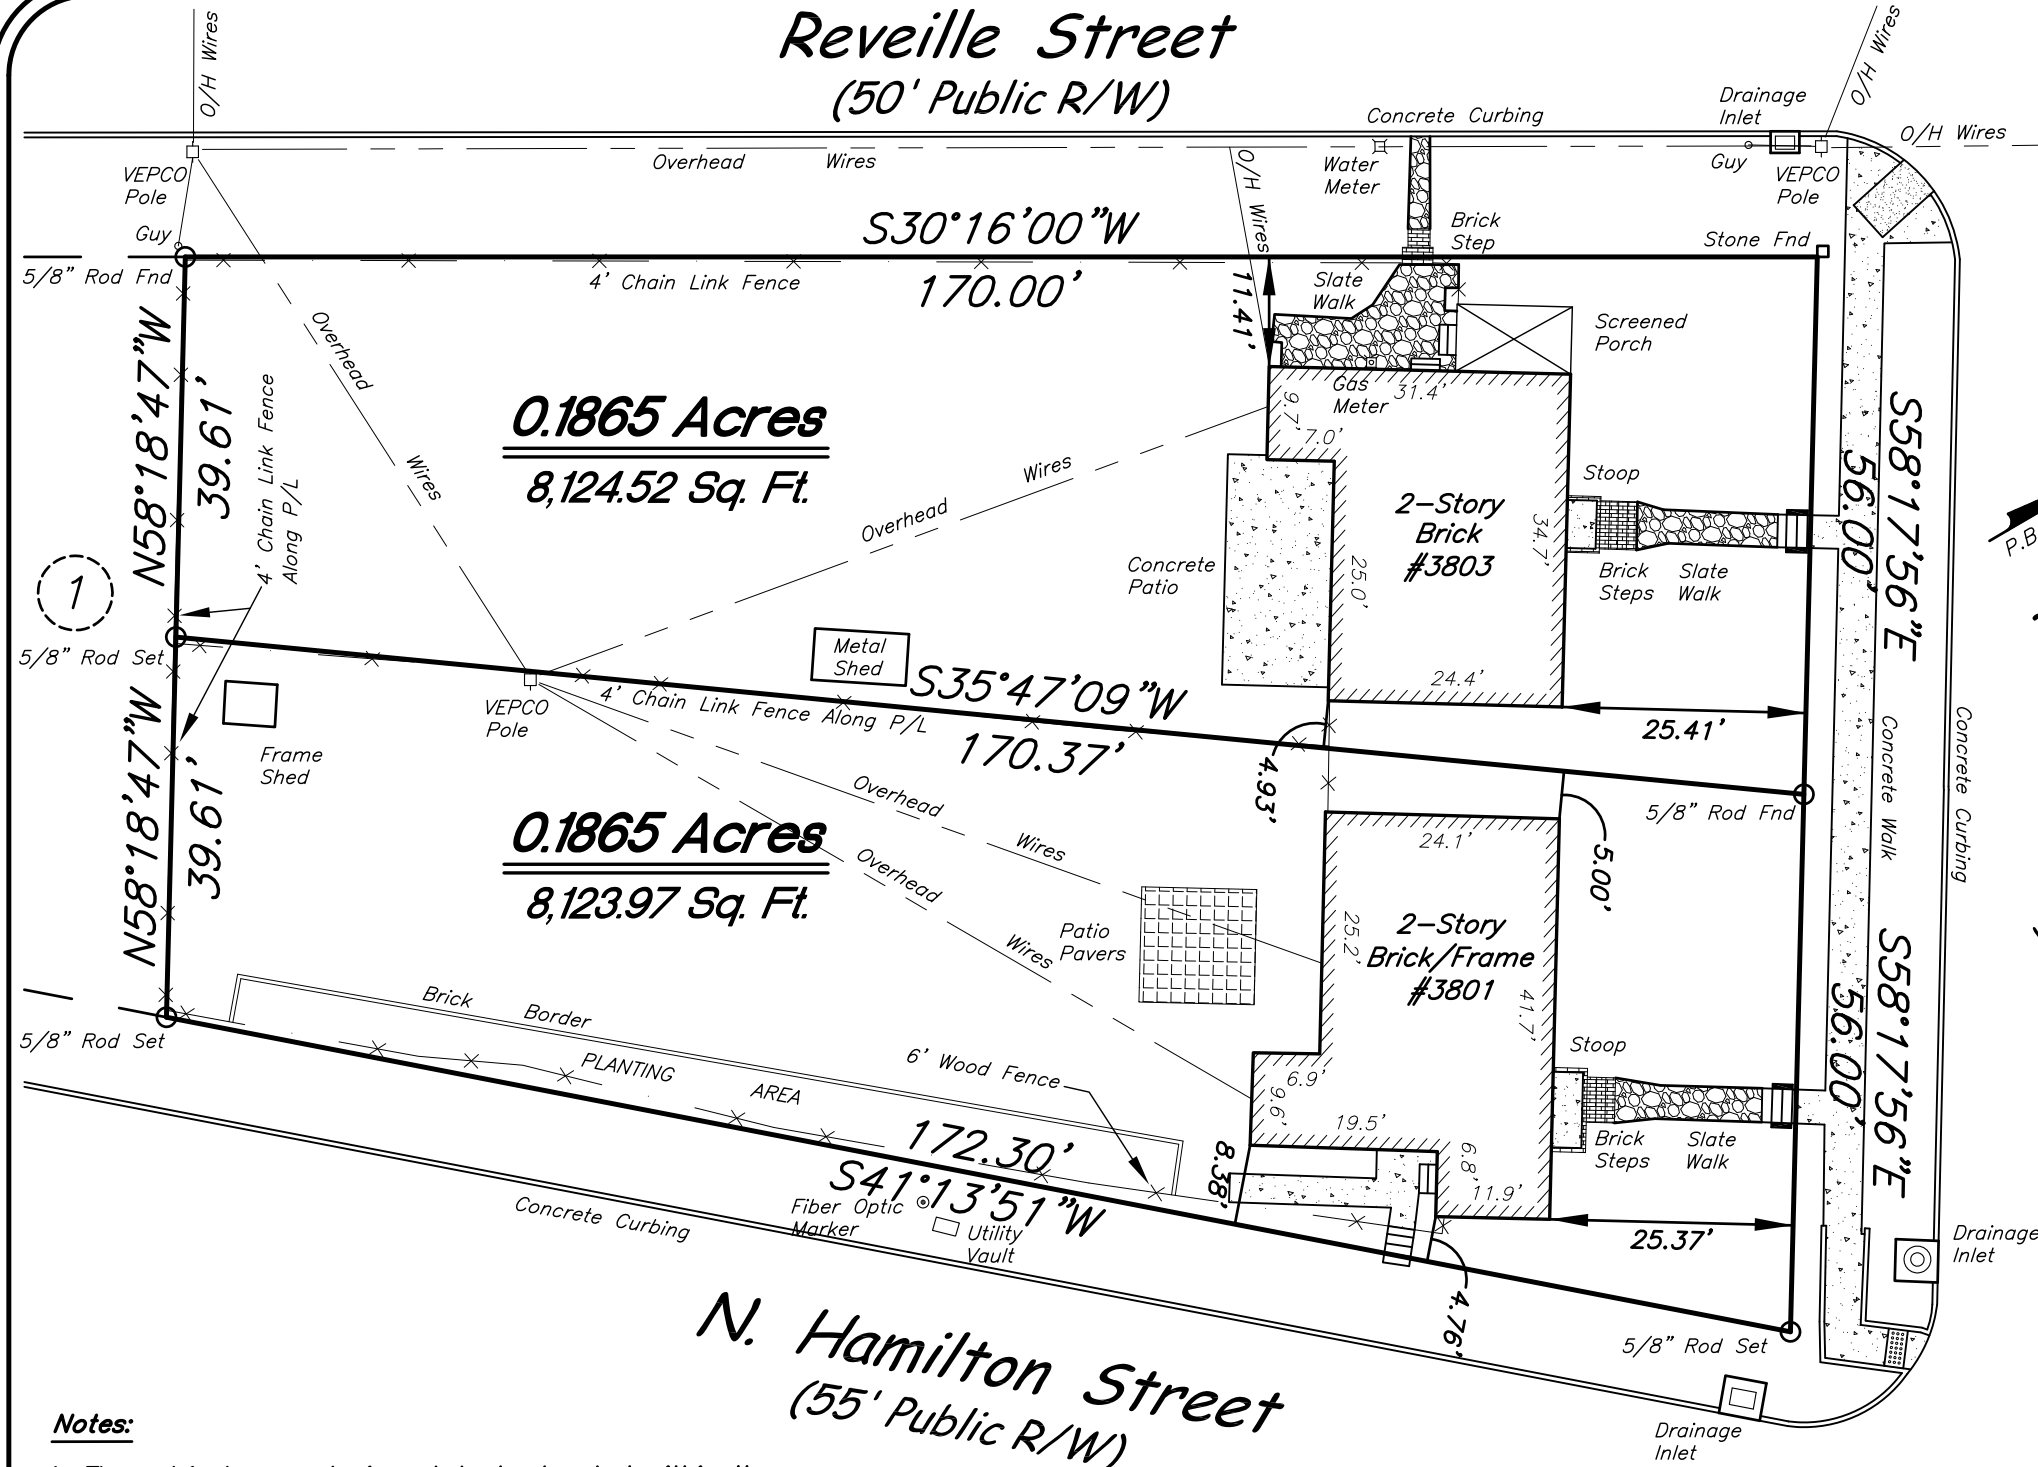 Reveille Street
(50' Public R/W)
O/H Wires
O/H Wires
Concrete Curbing
Drainage
Inlet
O/H Wires
Overhead Wires
VEPCO
Pole
Guy
O/H Wires
Water
Meter
Guy
VEPCO
Pole
Brick
Step
S30°16'00"W
Stone Fnd
5/8" Rod Fnd
4' Chain Link Fence
170.00'
11.41'
Slate
Walk
Screened
Porch
N58°18'47"W
39.61'
4' Chain Link Fence
Along P/L
Overhead
Wires
0.1865 Acres
8,124.52 Sq. Ft.
Overhead Wires
Gas
Meter
31.4'
9.7'
7.0'
Stoop
2-Story
Brick
#3803
34.7'
25.0'
24.4'
Concrete
Patio
Brick
Steps
Slate
Walk
S58°17'56"E
56.00'
P.B
1
5/8" Rod Set
Metal
Shed
S35°47'09"W
4' Chain Link Fence Along P/L
170.37'
VEPCO
Pole
Frame
Shed
25.41'
4.93'
5/8" Rod Fnd
Concrete Walk
Concrete Curbing
N58°18'47"W
39.61'
0.1865 Acres
8,123.97 Sq. Ft.
Overhead Wires
Overhead Wires
24.1'
5.00'
Patio
Pavers
25.2'
2-Story
Brick/Frame
#3801
41.7'
S58°17'56"E
56.00'
5/8" Rod Set
Brick Border
PLANTING AREA
6' Wood Fence
6.9'
9.6'
19.5'
6.8'
11.9'
Stoop
Brick
Steps
Slate
Walk
8.38'
172.30'
S41°13'51"W
Fiber Optic
Marker
Utility
Vault
Concrete Curbing
25.37'
4.76'
Drainage
Inlet
5/8" Rod Set
N. Hamilton Street
(55' Public R/W)
Drainage
Inlet
Notes: